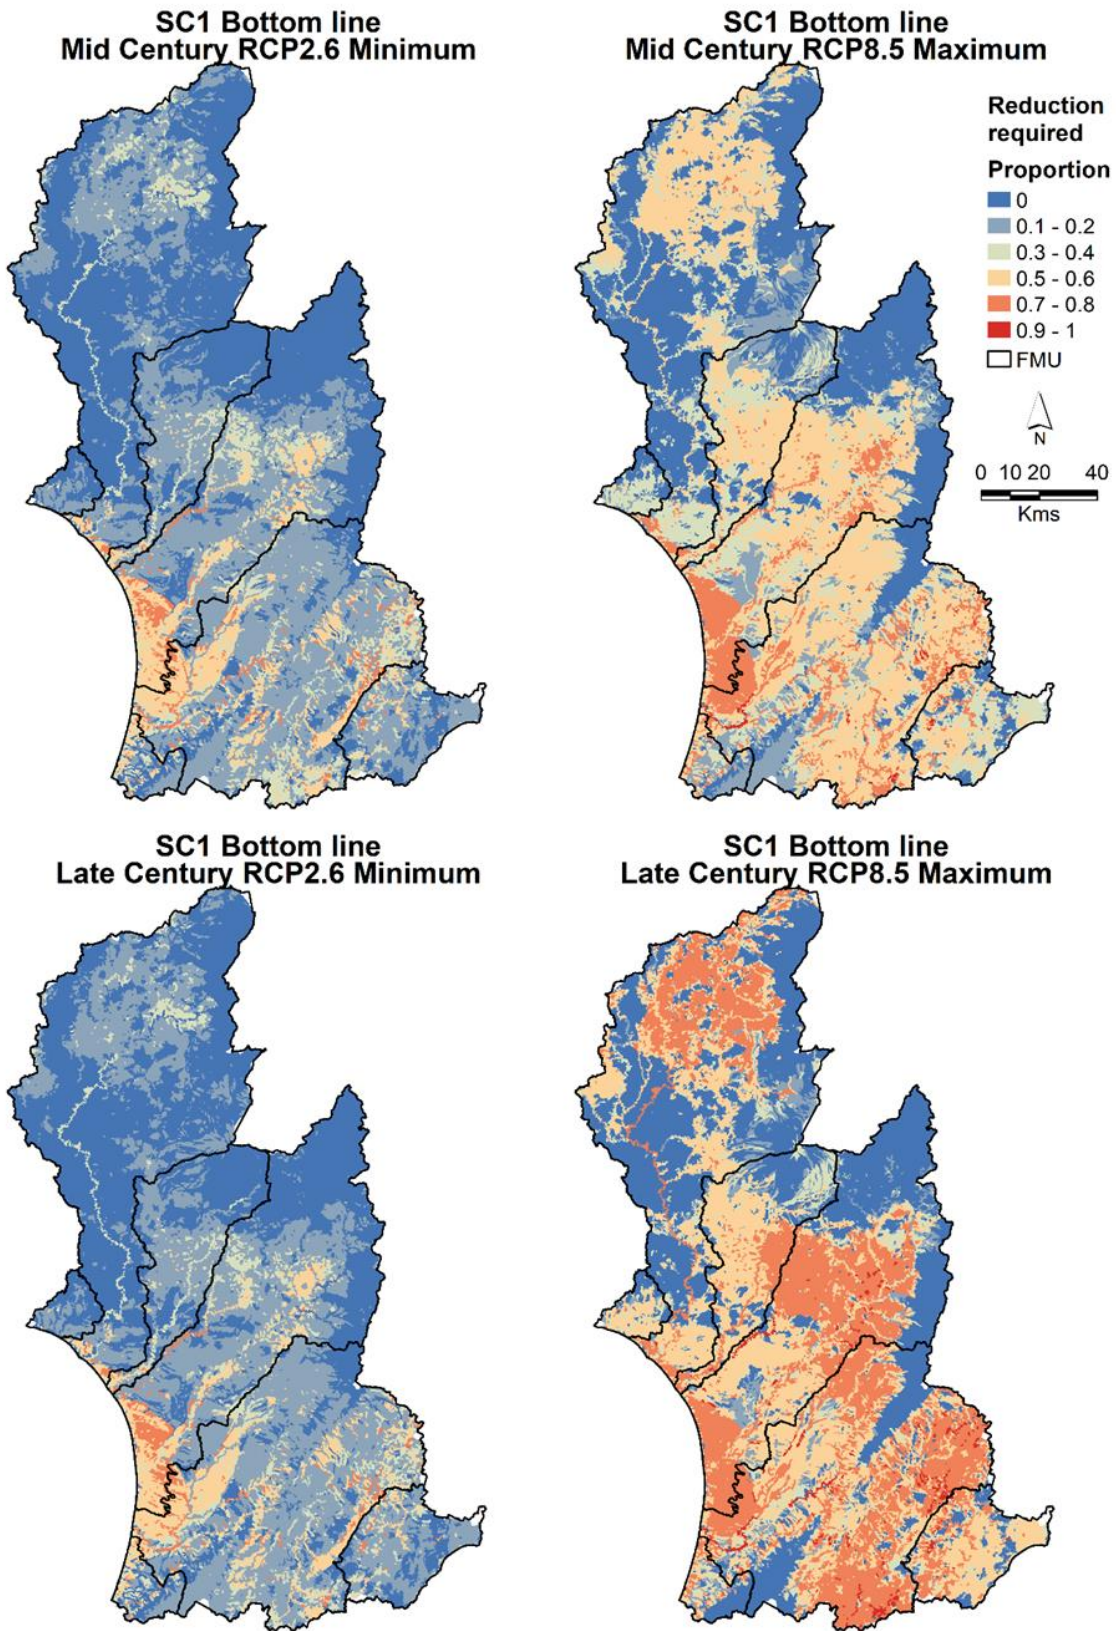 SC1 Bottom line
Mid Century RCP2.6 Minimum
SC1 Bottom line
Mid Century RCP8.5 Maximum
Reduction
required
Proportion
0
0.1 - 0.2
0.3 - 0.4
0.5 - 0.6
0.7 - 0.8
0.9 - 1
FMU
N
0 10 20 40
Kms
SC1 Bottom line
Late Century RCP2.6 Minimum
SC1 Bottom line
Late Century RCP8.5 Maximum